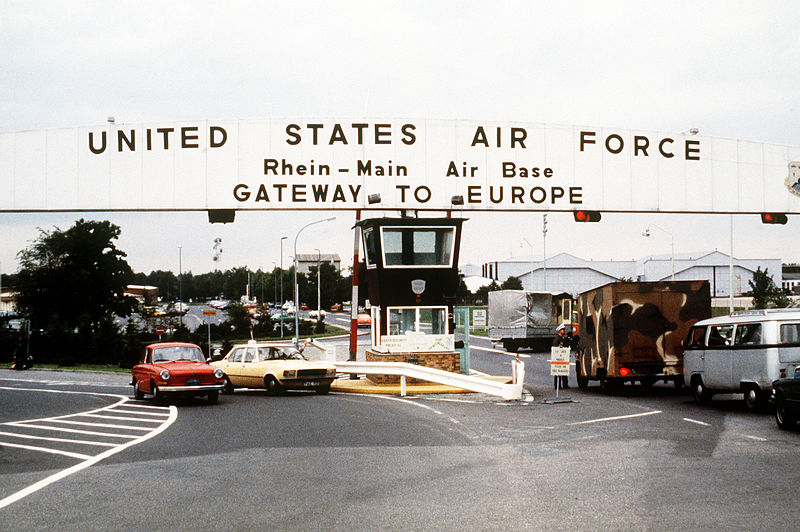 UNITED STATES AIR FORCE
Rhein-Main Air Base
GATEWAY TO EUROPE